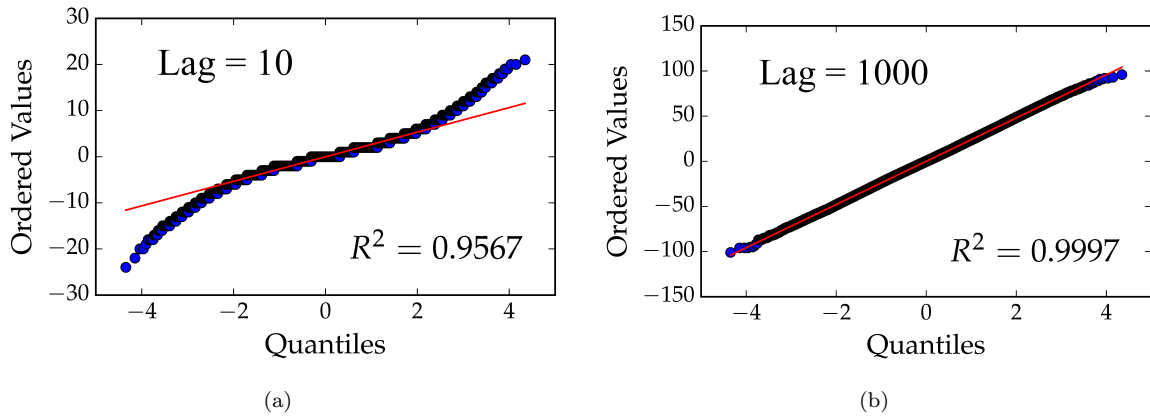 30
20
10
0
−10
−20
−30
Ordered Values
Lag = 10
R² = 0.9567
−4 −2 0 2 4
Quantiles
(a)
150
100
50
0
−50
−100
−150
Ordered Values
Lag = 1000
R² = 0.9997
−4 −2 0 2 4
Quantiles
(b)